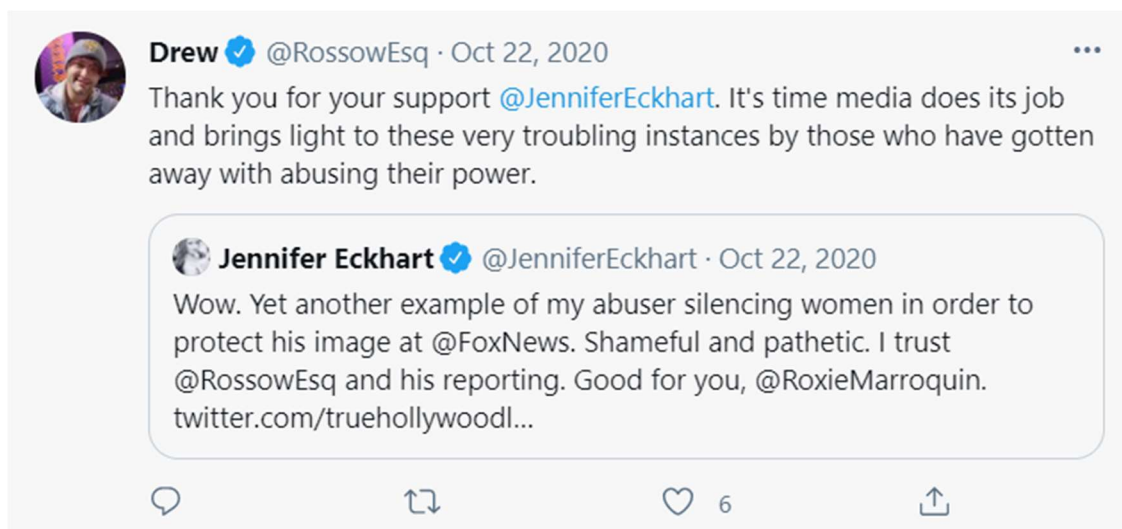 Drew @RossowEsq · Oct 22, 2020
Thank you for your support @JenniferEckhart. It's time media does its job
and brings light to these very troubling instances by those who have gotten
away with abusing their power.
Jennifer Eckhart @JenniferEckhart · Oct 22, 2020
Wow. Yet another example of my abuser silencing women in order to
protect his image at @FoxNews. Shameful and pathetic. I trust
@RossowEsq and his reporting. Good for you, @RoxieMarroquin.
twitter.com/truehollywoodl...
6